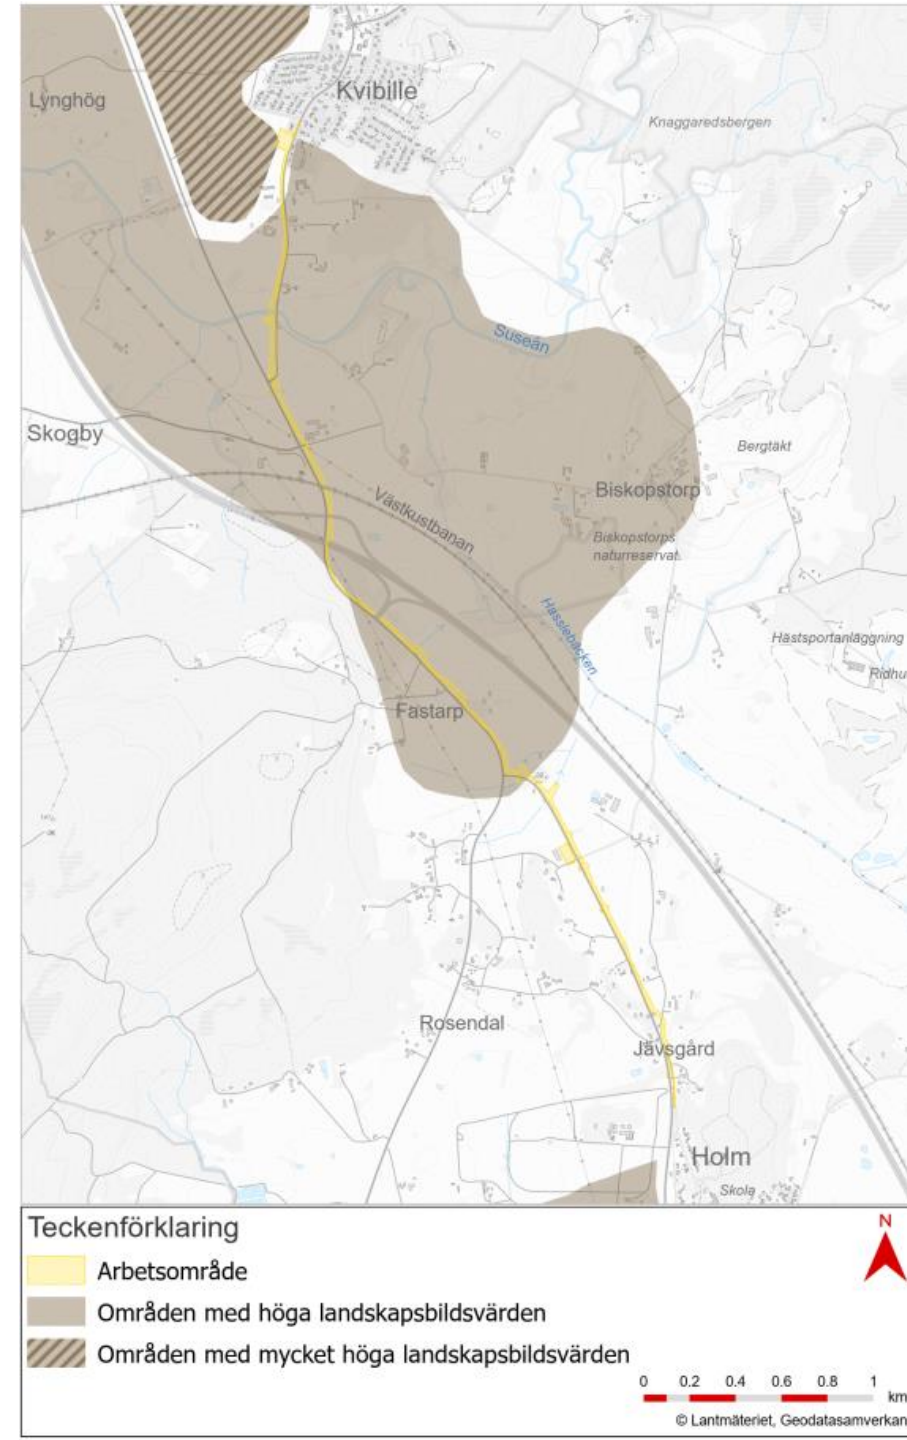 Kvibille
Lynghög
Knaggaredsbergen
Suseån
Skogby
Bergtäkt
Västkustbanan
Biskopstorp
Biskopstorps
naturreservat.
Hasslebäcken
Hästsportanläggning
Ridhu
Fastarp
Rosendal
Jävsgård
Holm
Skola
Teckenförklaring
N
Arbetsområde
Områden med höga landskapsbildsvärden
Områden med mycket höga landskapsbildsvärden
0 0.2 0.4 0.6 0.8 1
km
© Lantmäteriet, Geodatasamverkan